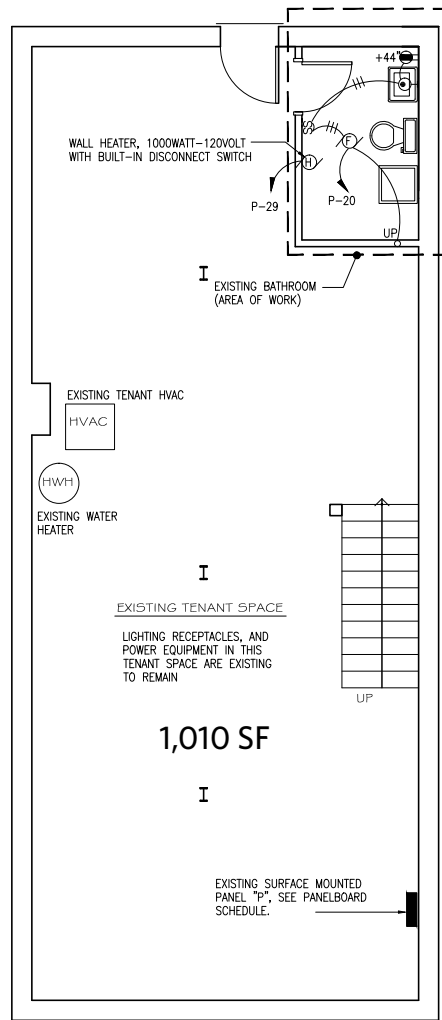 +44"
WALL HEATER, 1000WATT-120VOLT
WITH BUILT-IN DISCONNECT SWITCH
SS
F
H
P-29
P-20
UP
EXISTING BATHROOM
(AREA OF WORK)
EXISTING TENANT HVAC
HVAC
HWH
EXISTING WATER
HEATER
EXISTING TENANT SPACE
LIGHTING RECEPTACLES, AND
POWER EQUIPMENT IN THIS
TENANT SPACE ARE EXISTING
TO REMAIN
UP
1,010 SF
EXISTING SURFACE MOUNTED
PANEL "P", SEE PANELBOARD
SCHEDULE.